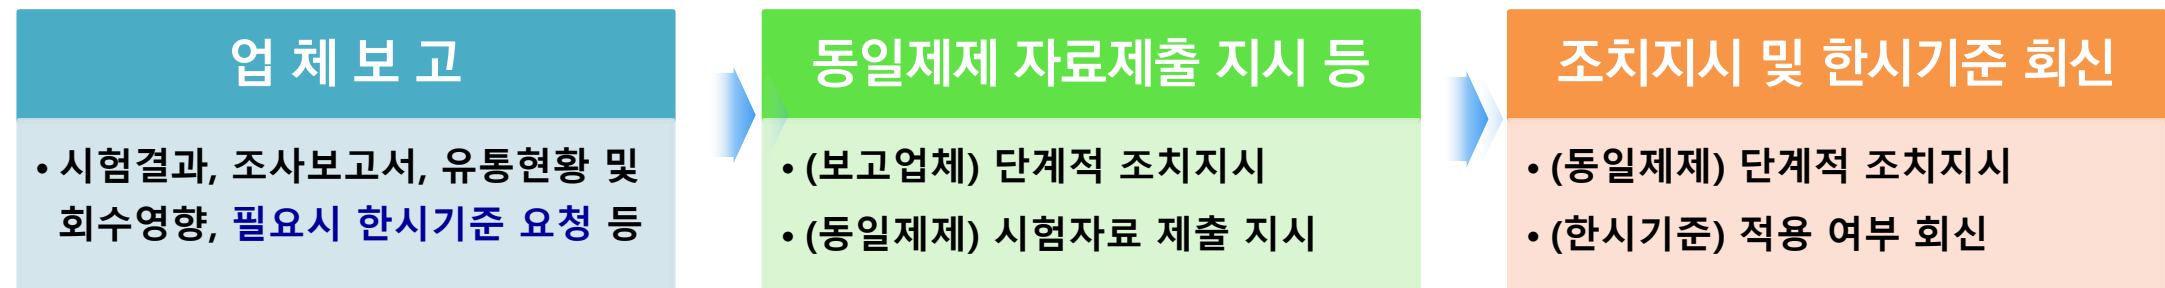 업 체 보 고
• 시험결과, 조사보고서, 유통현황 및
회수영향, 필요시 한시기준 요청 등
동일제제 자료제출 지시 등
• (보고업체) 단계적 조치지시
• (동일제제) 시험자료 제출 지시
조치지시 및 한시기준 회신
• (동일제제) 단계적 조치지시
• (한시기준) 적용 여부 회신